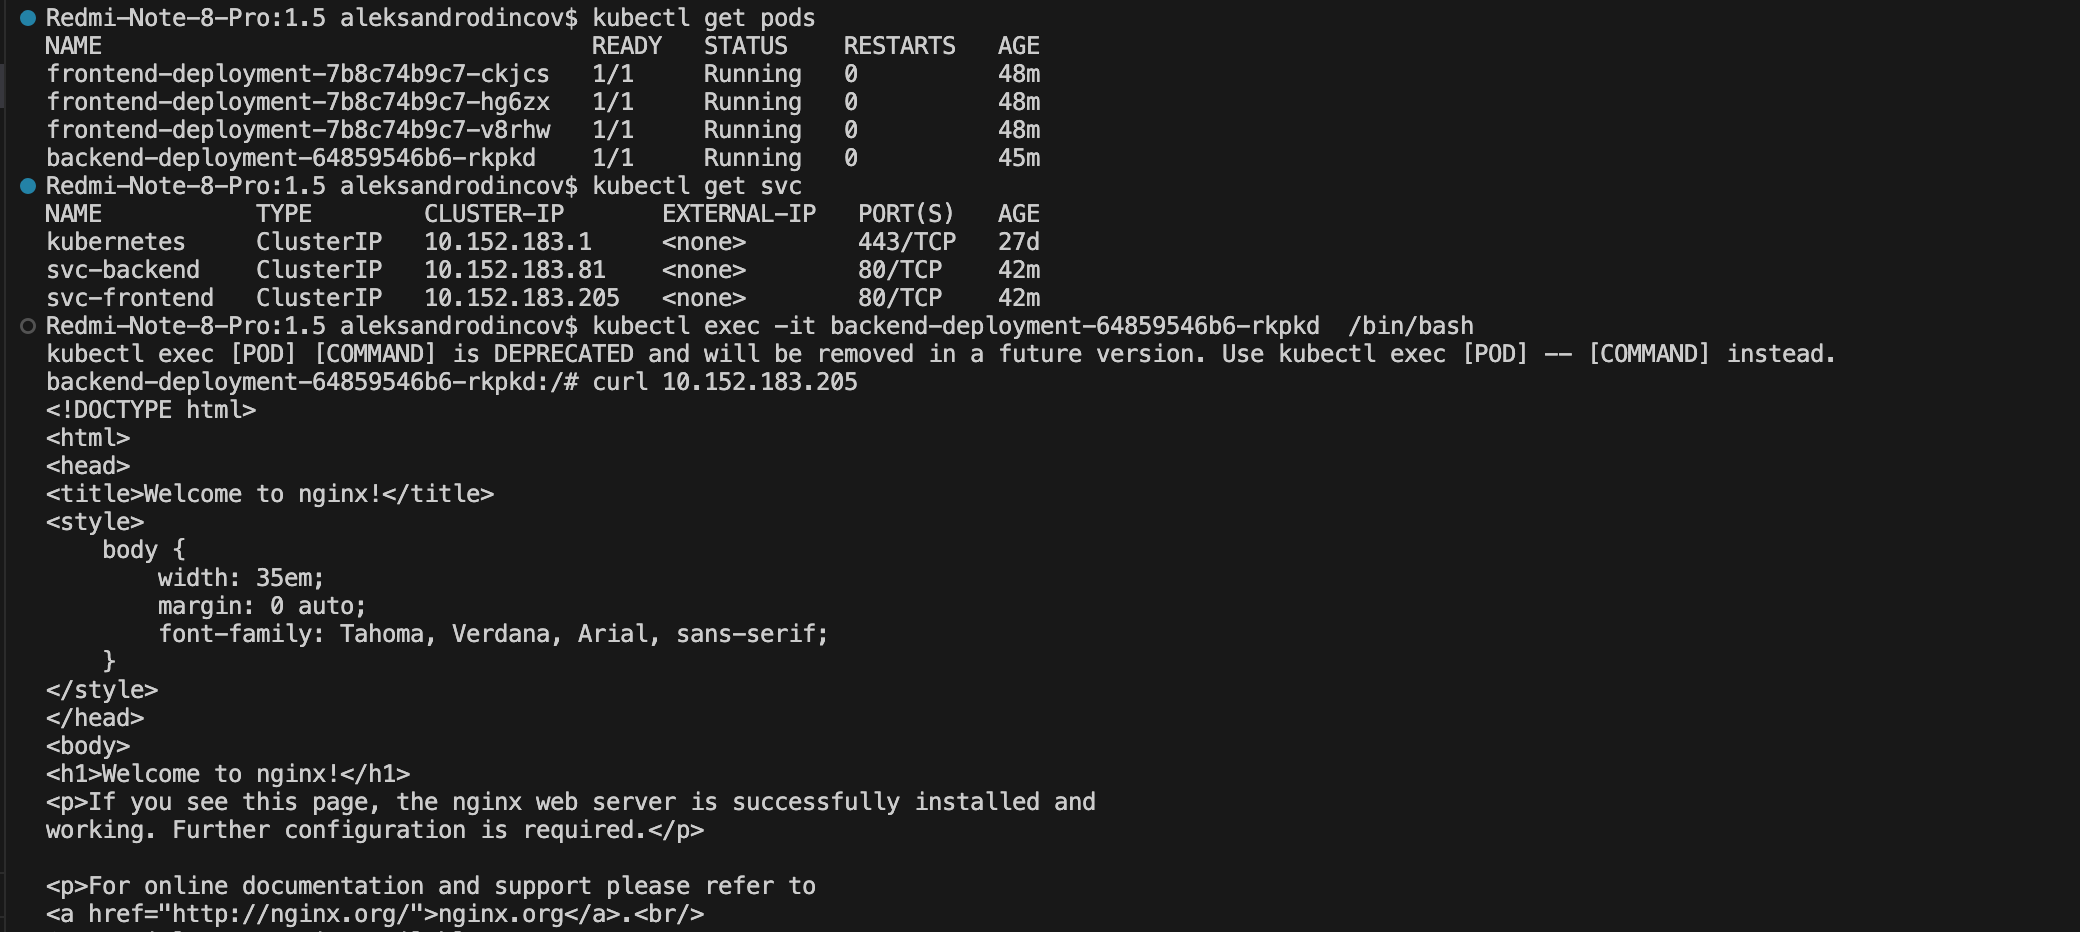 Redmi-Note-8-Pro:1.5 aleksandrodincov$ kubectl get pods
NAME                                   READY   STATUS    RESTARTS   AGE
frontend-deployment-7b8c74b9c7-ckjcs   1/1     Running   0          48m
frontend-deployment-7b8c74b9c7-hg6zx   1/1     Running   0          48m
frontend-deployment-7b8c74b9c7-v8rhw   1/1     Running   0          48m
backend-deployment-64859546b6-rkpkd    1/1     Running   0          45m
Redmi-Note-8-Pro:1.5 aleksandrodincov$ kubectl get svc
NAME           TYPE        CLUSTER-IP       EXTERNAL-IP   PORT(S)   AGE
kubernetes     ClusterIP   10.152.183.1     <none>        443/TCP   27d
svc-backend    ClusterIP   10.152.183.81    <none>        80/TCP    42m
svc-frontend   ClusterIP   10.152.183.205   <none>        80/TCP    42m
Redmi-Note-8-Pro:1.5 aleksandrodincov$ kubectl exec -it backend-deployment-64859546b6-rkpkd  /bin/bash
kubectl exec [POD] [COMMAND] is DEPRECATED and will be removed in a future version. Use kubectl exec [POD] -- [COMMAND] instead.
backend-deployment-64859546b6-rkpkd:/# curl 10.152.183.205
<!DOCTYPE html>
<html>
<head>
<title>Welcome to nginx!</title>
<style>
    body {
        width: 35em;
        margin: 0 auto;
        font-family: Tahoma, Verdana, Arial, sans-serif;
    }
</style>
</head>
<body>
<h1>Welcome to nginx!</h1>
<p>If you see this page, the nginx web server is successfully installed and
working. Further configuration is required.</p>

<p>For online documentation and support please refer to
<a href="http://nginx.org/">nginx.org</a>.<br/>